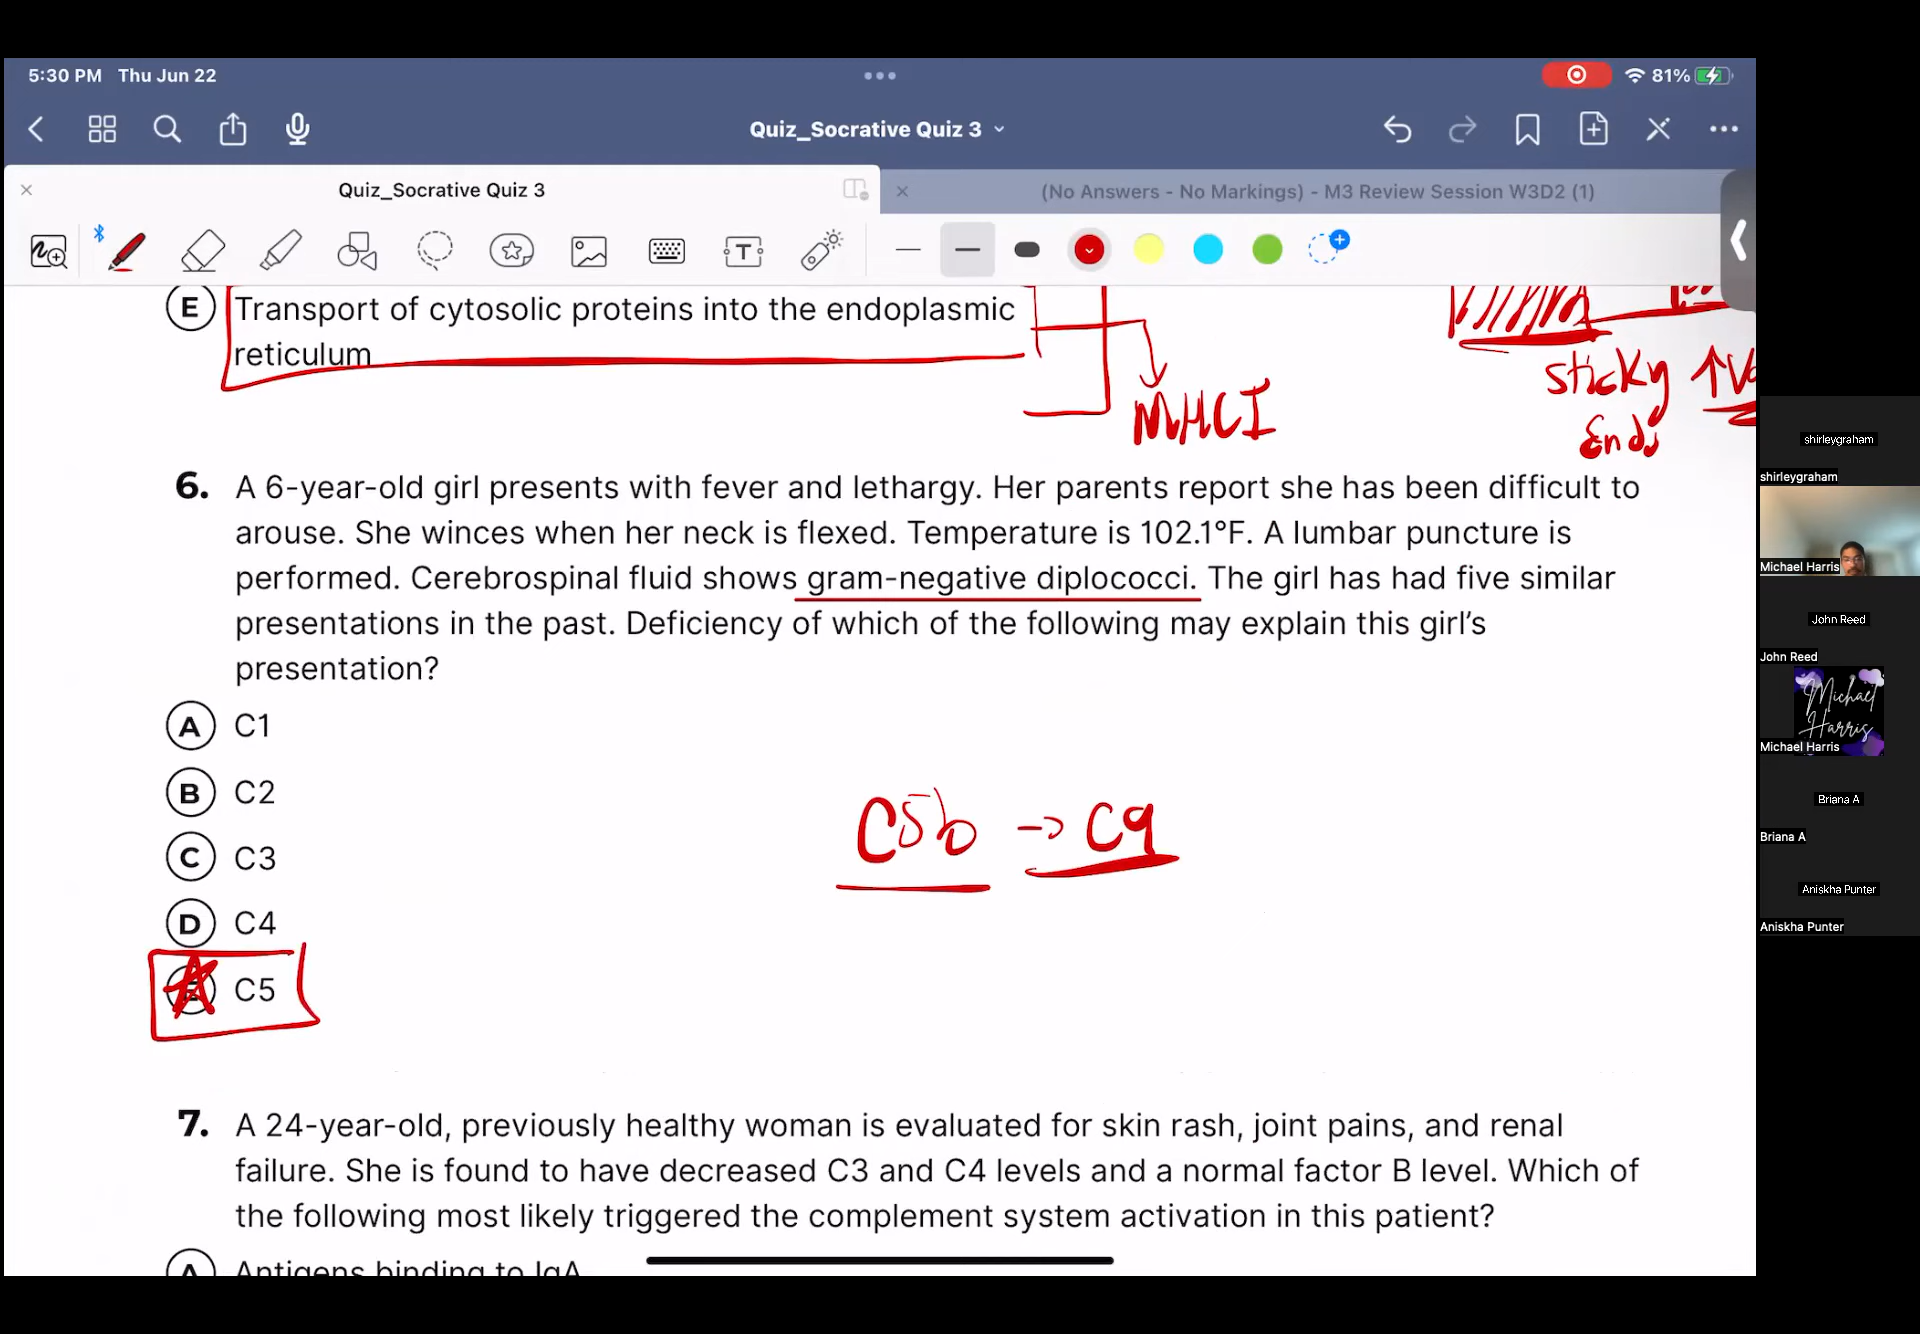 5:30 PM Thu Jun 22
81%
Quiz_Socrative Quiz 3
Quiz_Socrative Quiz 3
(No Answers - No Markings) - M3 Review Session W3D2 (1)
T
E Transport of cytosolic proteins into the endoplasmic
reticulum
MHCI
sticky
Ends
6. A 6-year-old girl presents with fever and lethargy. Her parents report she has been difficult to
arouse. She winces when her neck is flexed. Temperature is 102.1°F. A lumbar puncture is
performed. Cerebrospinal fluid shows gram-negative diplococci. The girl has had five similar
presentations in the past. Deficiency of which of the following may explain this girl's
presentation?
A C1
B C2
C C3
D C4
E C5
C5b → C9
7. A 24-year-old, previously healthy woman is evaluated for skin rash, joint pains, and renal
failure. She is found to have decreased C3 and C4 levels and a normal factor B level. Which of
the following most likely triggered the complement system activation in this patient?
A Antigens binding to IgA
shirleygraham
shirleygraham
Michael Harris
John Reed
John Reed
Michael
Harris
Michael Harris
Briana A
Briana A
Aniskha Punter
Aniskha Punter